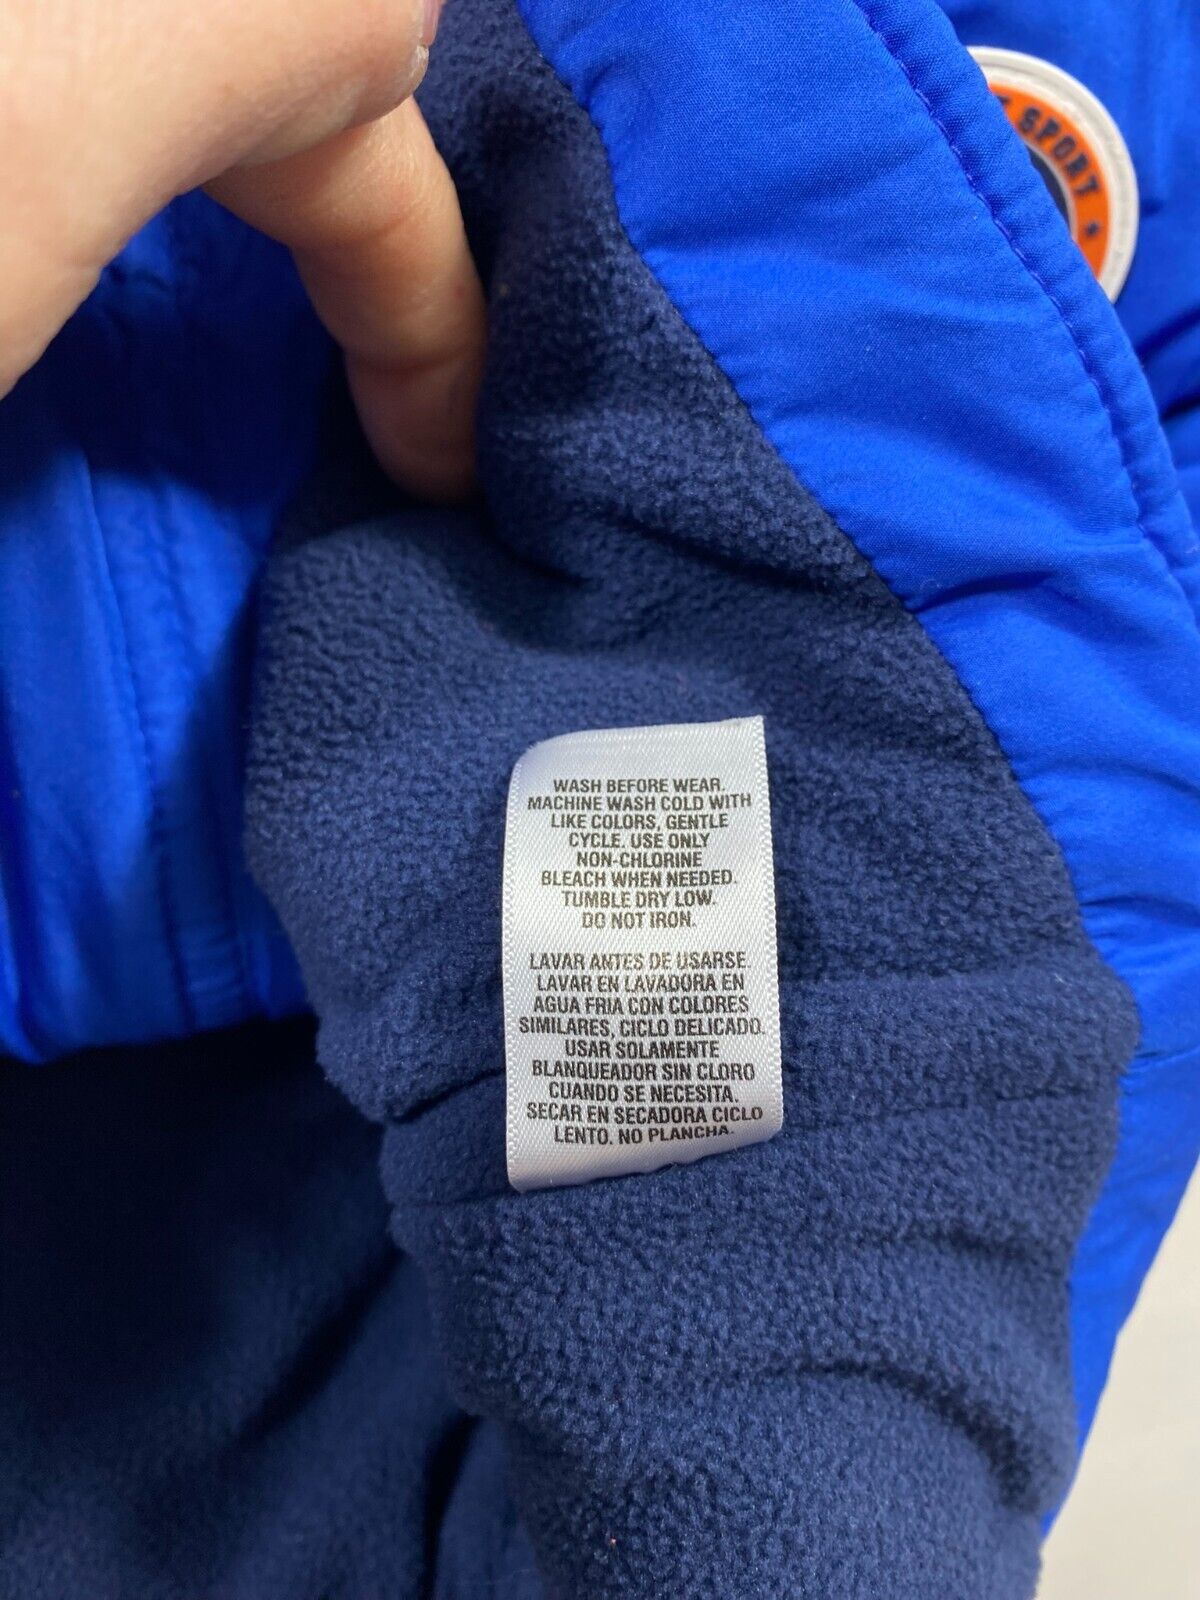 SPORT
WASH BEFORE WEAR.
MACHINE WASH COLD WITH
LIKE COLORS, GENTLE
CYCLE. USE ONLY
NON-CHLORINE
BLEACH WHEN NEEDED.
TUMBLE DRY LOW.
DO NOT IRON.
LAVAR ANTES DE USARSE.
LAVAR EN LAVADORA EN
AGUA FRIA CON COLORES
SIMILARES, CICLO DELICADO.
USAR SOLAMENTE
BLANQUEADOR SIN CLORO
CUANDO SE NECESITA.
SECAR EN SECADORA CICLO
LENTO. NO PLANCHA.